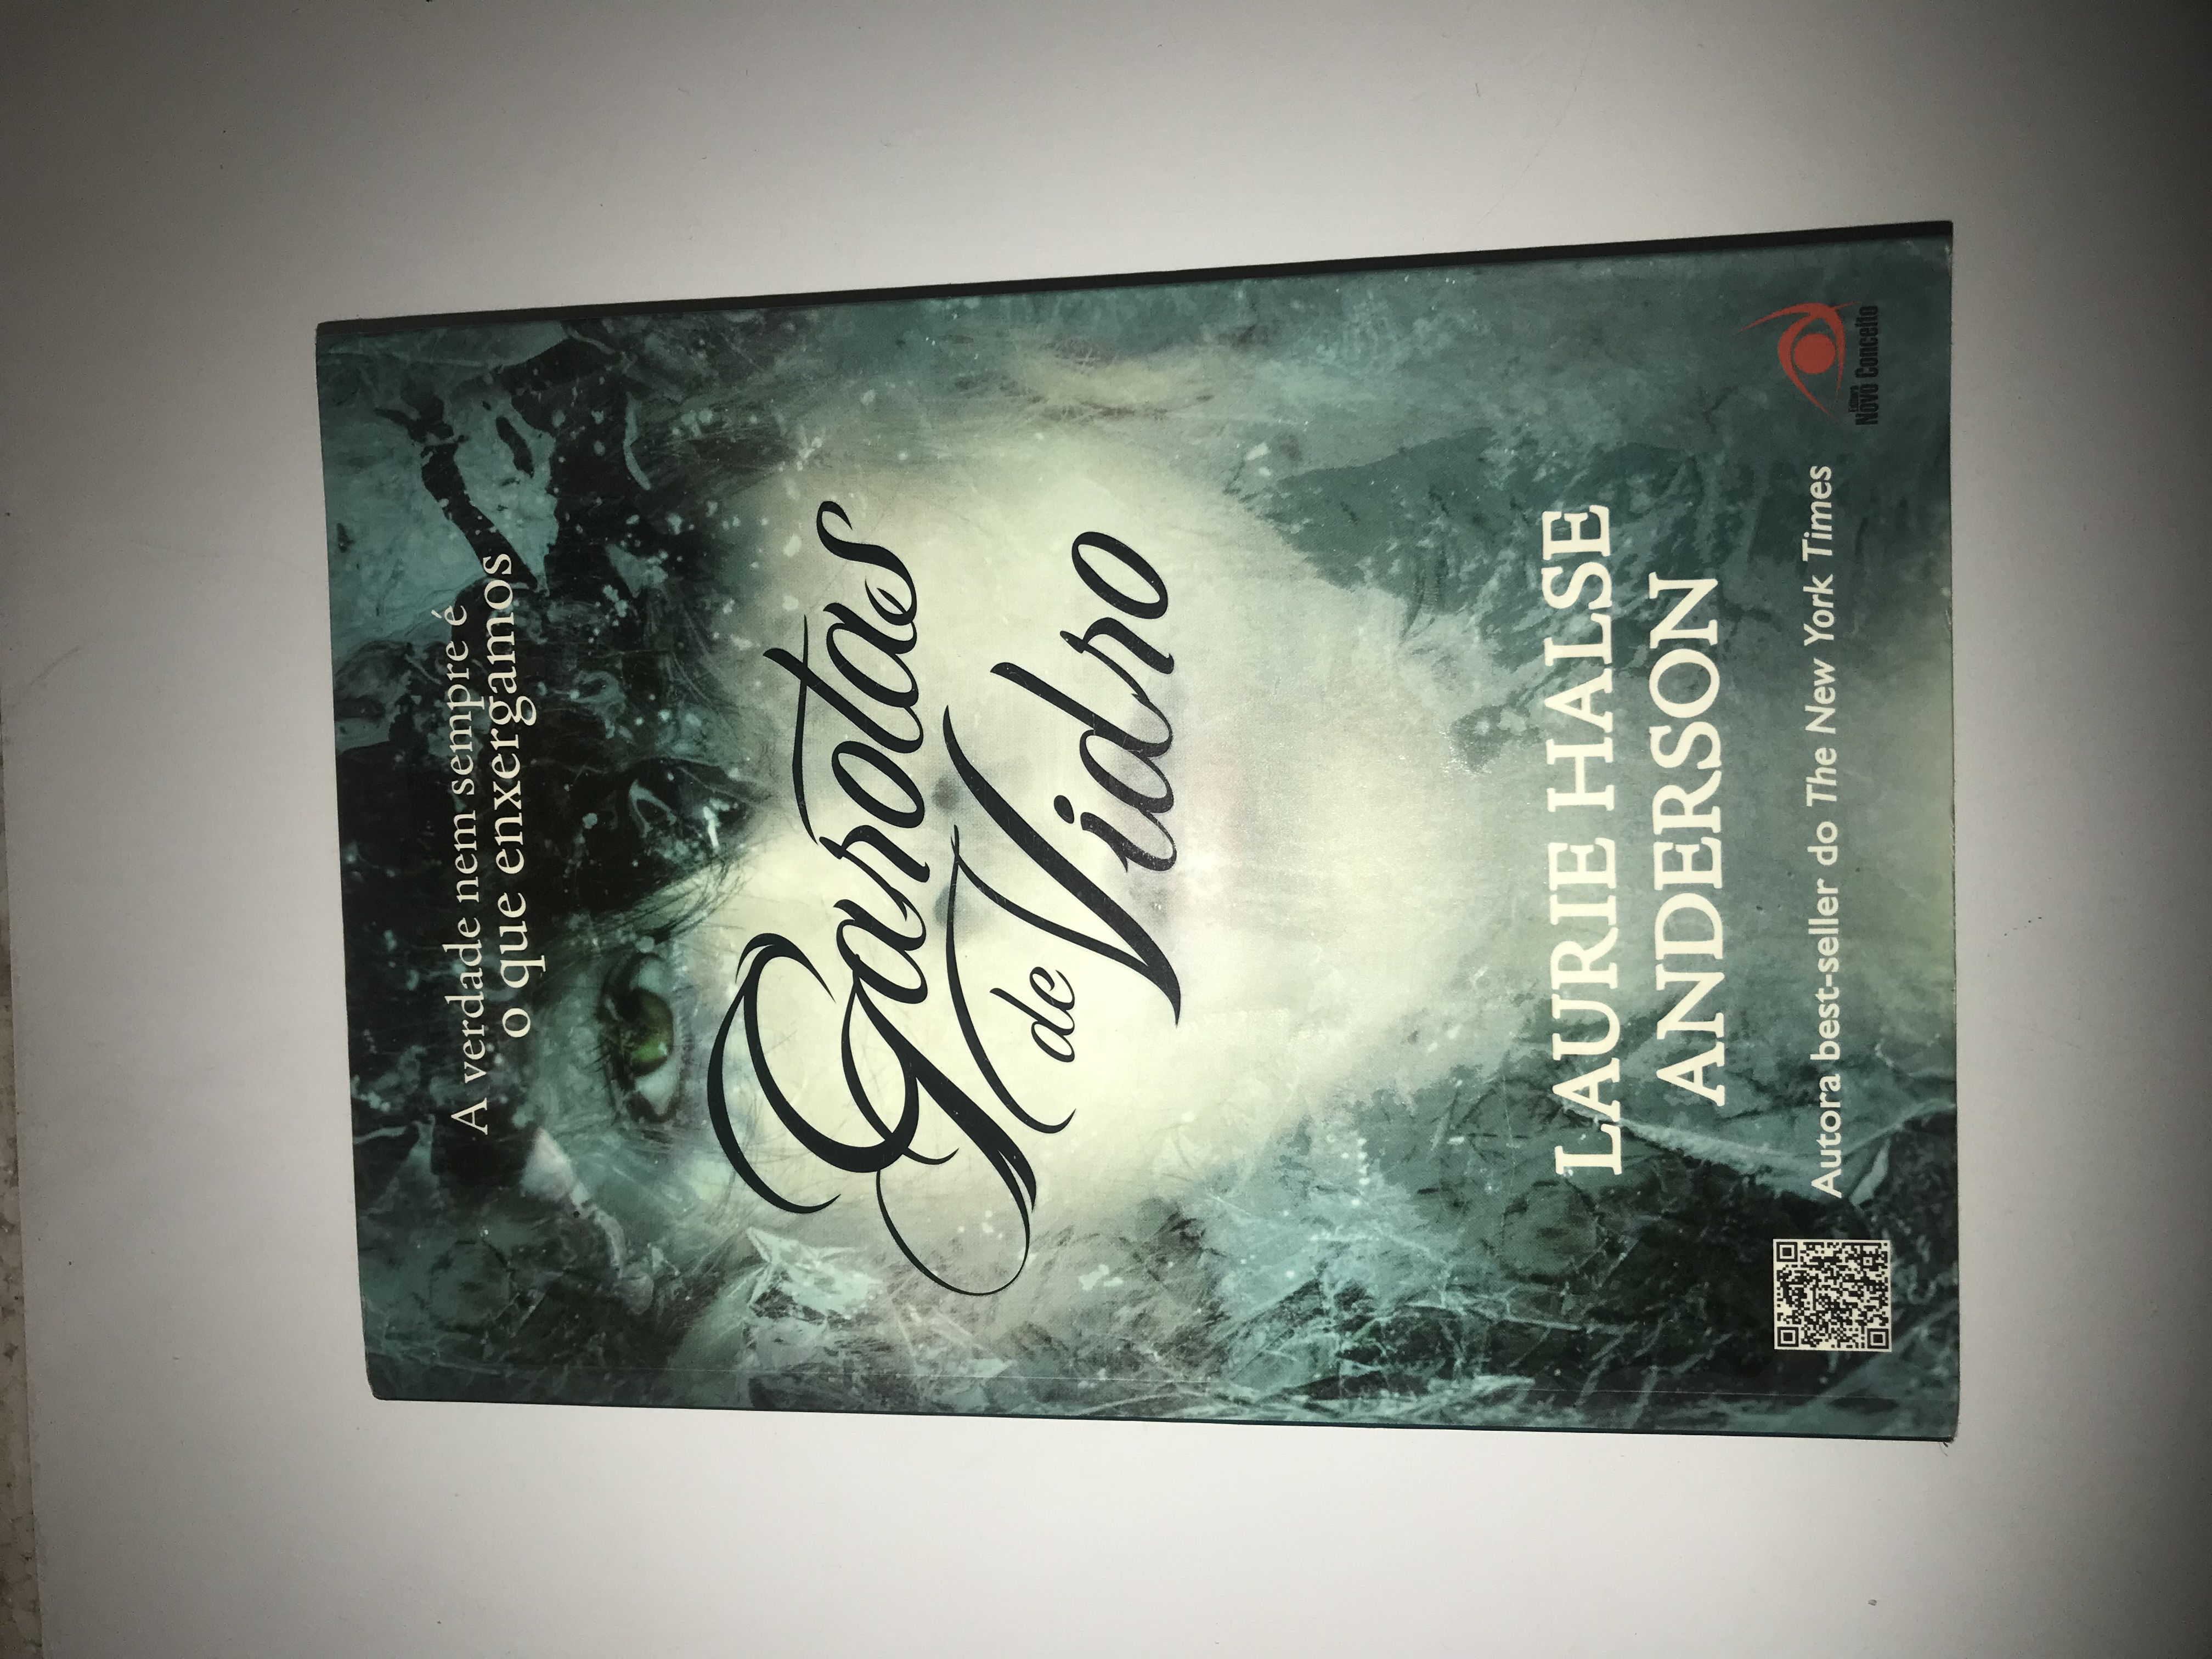 A verdade nem sempre é
o que enxergamos
Garotas
de Vidro
LAURIE HALSE
ANDERSON
Autora best-seller do The New York Times
Editora
Novo Conceito